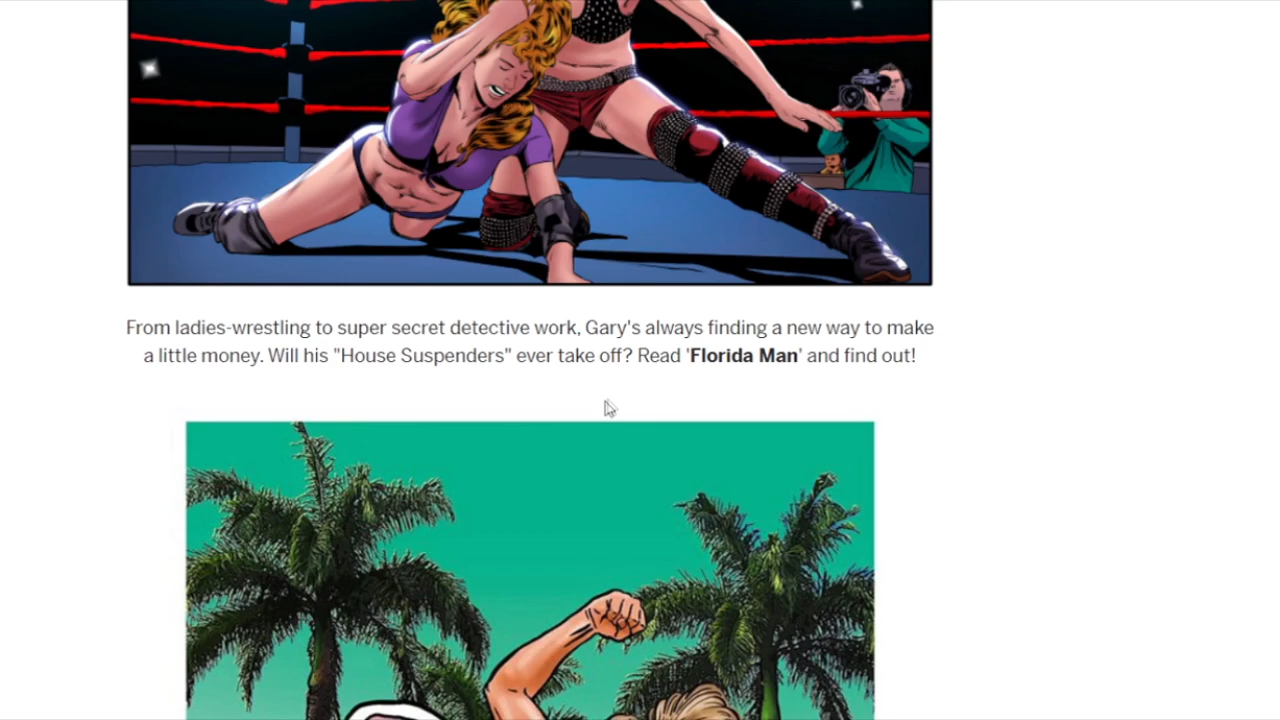 From ladies-wrestling to super secret detective work, Gary's always finding a new way to make
a little money. Will his "House Suspenders" ever take off? Read 'Florida Man' and find out!